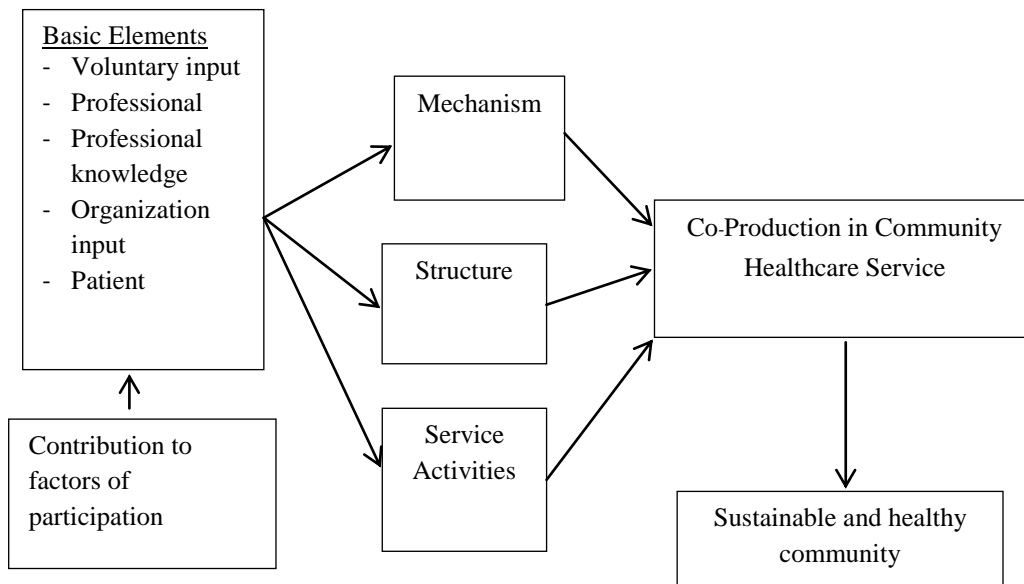 Basic Elements
- Voluntary input
- Professional
- Professional
knowledge
- Organization
input
- Patient
Contribution to
factors of
participation
Mechanism
Structure
Service
Activities
Co-Production in Community
Healthcare Service
Sustainable and healthy
community